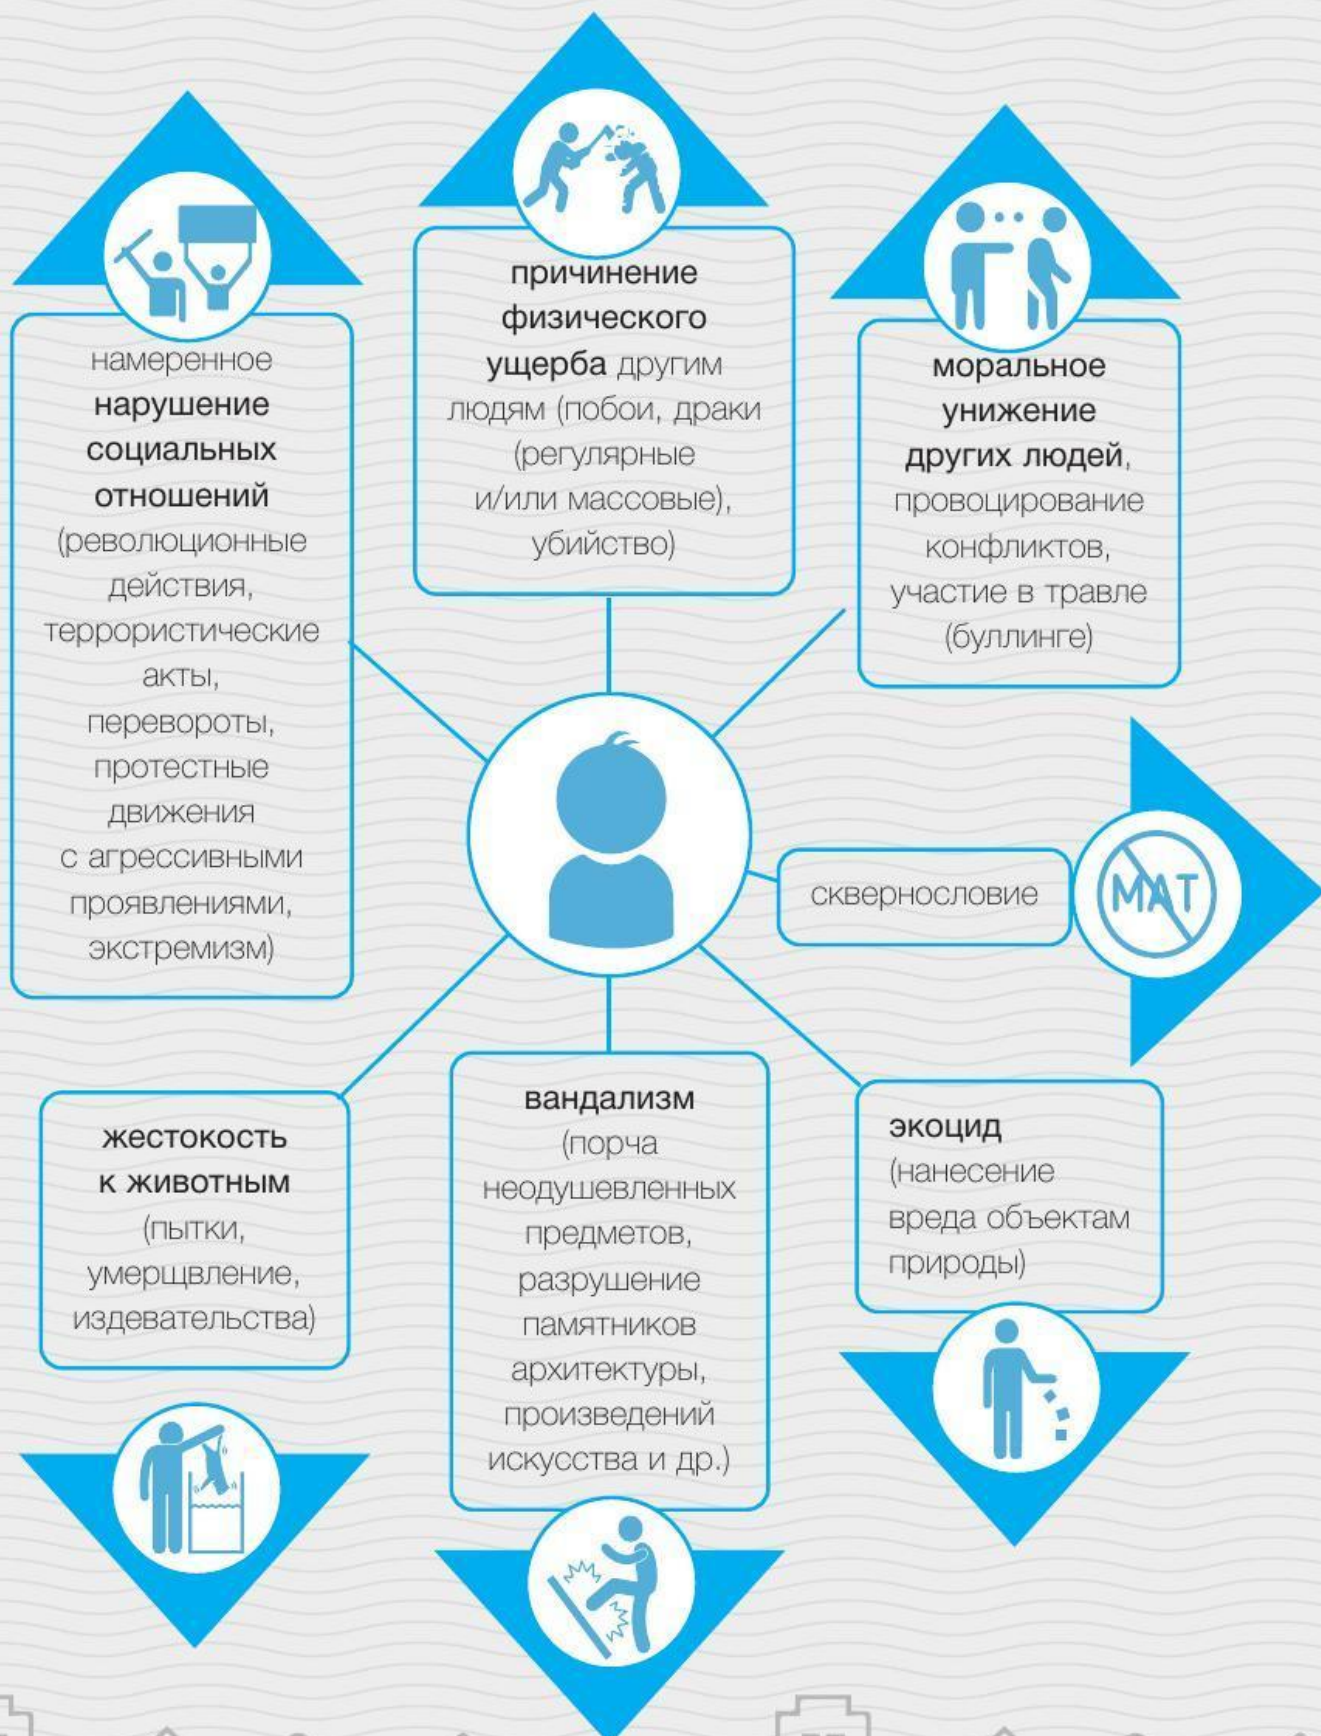 намеренное
нарушение
социальных
отношений
(революционные
действия,
террористические
акты,
перевороты,
протестные
движения
с агрессивными
проявлениями,
экстремизм)
причинение
физического
ущерба другим
людям (побои, драки
(регулярные
и/или массовые),
убийство)
моральное
унижение
других людей,
провоцирование
конфликтов,
участие в травле
(буллинге)
сквернословие
МАТ
жестокость
к животным
(пытки,
умерщвление,
издевательства)
вандализм
(порча
неодушевленных
предметов,
разрушение
памятников
архитектуры,
произведений
искусства и др.)
экоцид
(нанесение
вреда объектам
природы)